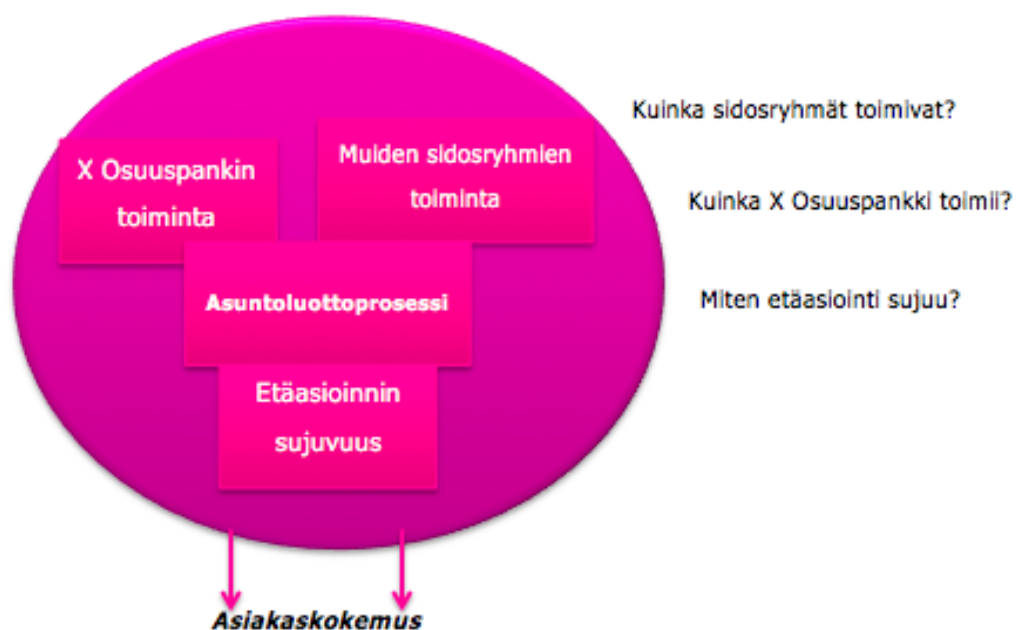 Kuinka sidosryhmät toimivat?
X Osuuspankin
toiminta
Muiden sidosryhmien
toiminta
Kuinka X Osuuspankki toimii?
Asuntoluottoprosessi
Miten etäasiointi sujuu?
Etäasioinnin
sujuvuus
Asiakaskokemus